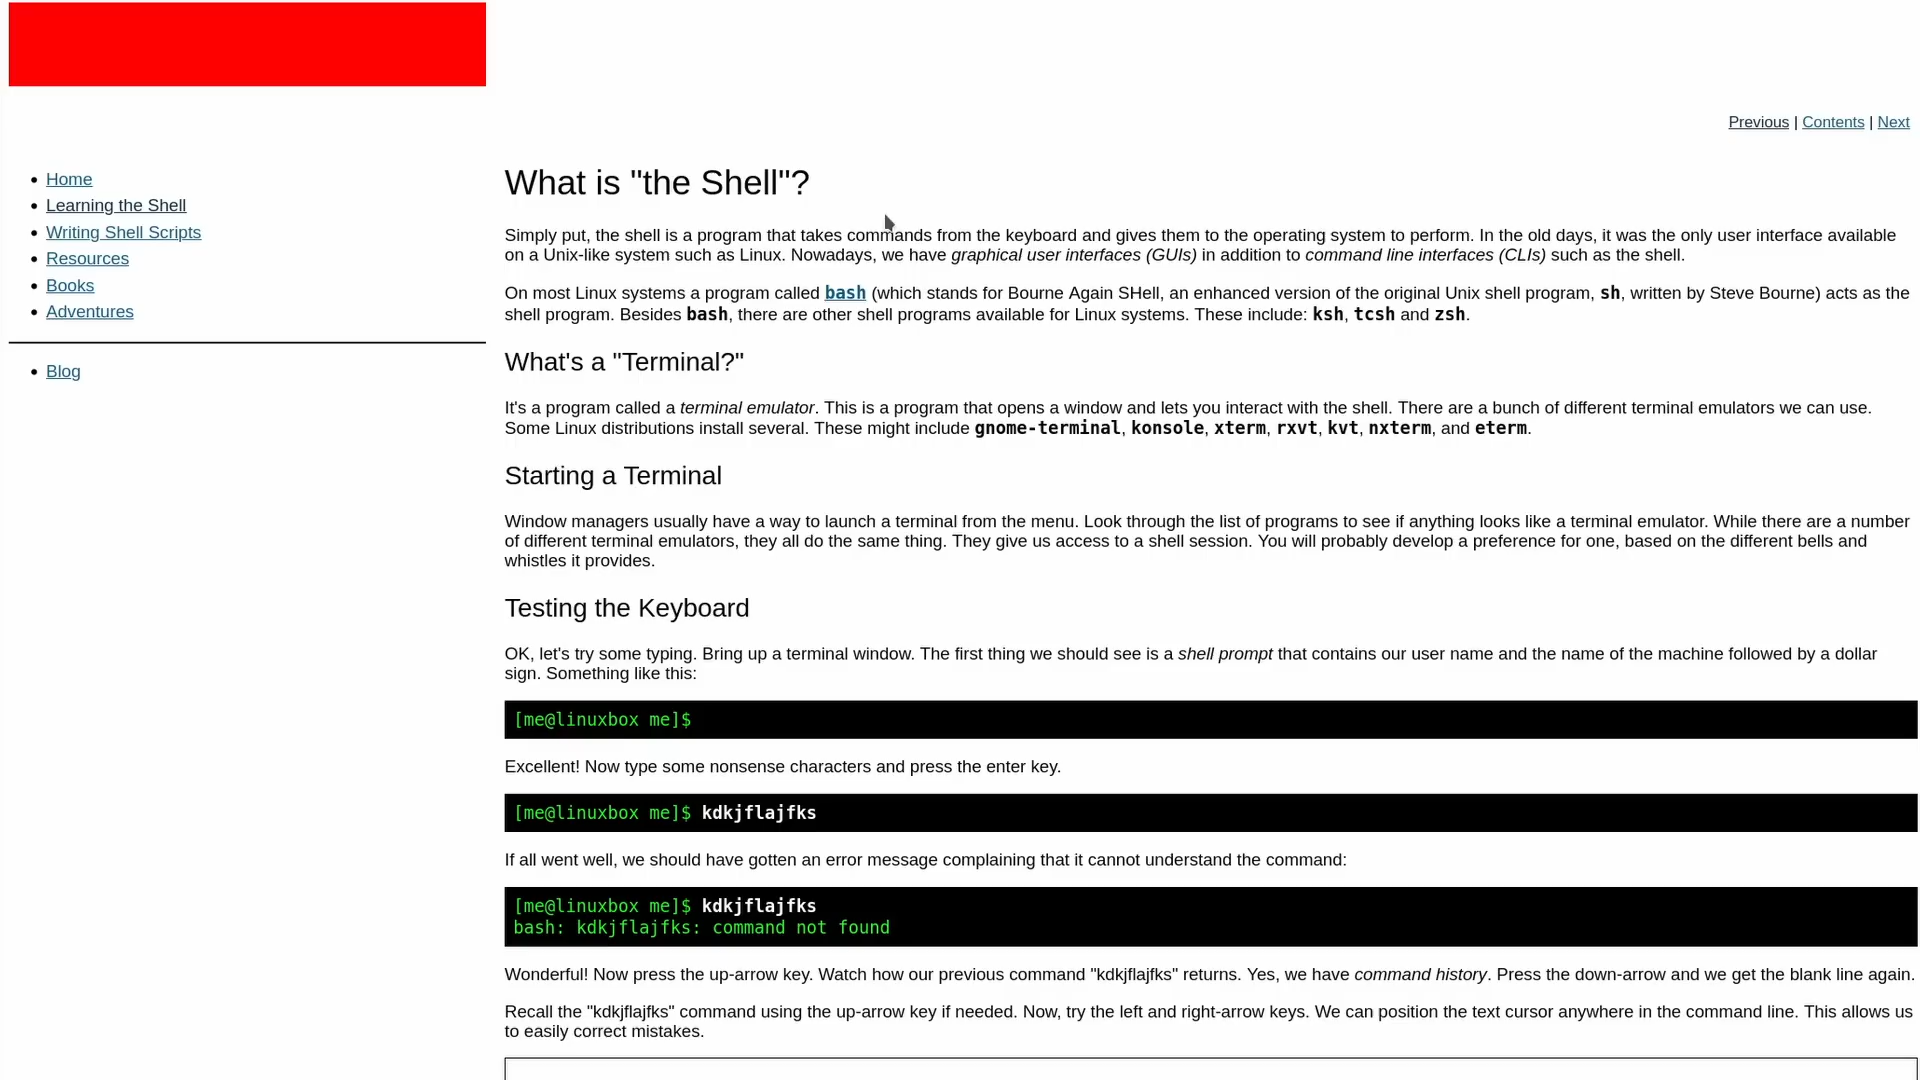 Previous | Contents | Next
Home
Learning the Shell
Writing Shell Scripts
Resources
Books
Adventures
Blog
What is "the Shell"?
Simply put, the shell is a program that takes commands from the keyboard and gives them to the operating system to perform. In the old days, it was the only user interface available
on a Unix-like system such as Linux. Nowadays, we have graphical user interfaces (GUIs) in addition to command line interfaces (CLIs) such as the shell.
On most Linux systems a program called bash (which stands for Bourne Again SHell, an enhanced version of the original Unix shell program, sh, written by Steve Bourne) acts as the
shell program. Besides bash, there are other shell programs available for Linux systems. These include: ksh, tcsh and zsh.
What's a "Terminal?"
It's a program called a terminal emulator. This is a program that opens a window and lets you interact with the shell. There are a bunch of different terminal emulators we can use.
Some Linux distributions install several. These might include gnome-terminal, konsole, xterm, rxvt, kvt, nxterm, and eterm.
Starting a Terminal
Window managers usually have a way to launch a terminal from the menu. Look through the list of programs to see if anything looks like a terminal emulator. While there are a number
of different terminal emulators, they all do the same thing. They give us access to a shell session. You will probably develop a preference for one, based on the different bells and
whistles it provides.
Testing the Keyboard
OK, let's try some typing. Bring up a terminal window. The first thing we should see is a shell prompt that contains our user name and the name of the machine followed by a dollar
sign. Something like this:
[me@linuxbox me]$
Excellent! Now type some nonsense characters and press the enter key.
[me@linuxbox me]$ kdkjflajfks
If all went well, we should have gotten an error message complaining that it cannot understand the command:
[me@linuxbox me]$ kdkjflajfks
bash: kdkjflajfks: command not found
Wonderful! Now press the up-arrow key. Watch how our previous command "kdkjflajfks" returns. Yes, we have command history. Press the down-arrow and we get the blank line again.
Recall the "kdkjflajfks" command using the up-arrow key if needed. Now, try the left and right-arrow keys. We can position the text cursor anywhere in the command line. This allows us
to easily correct mistakes.